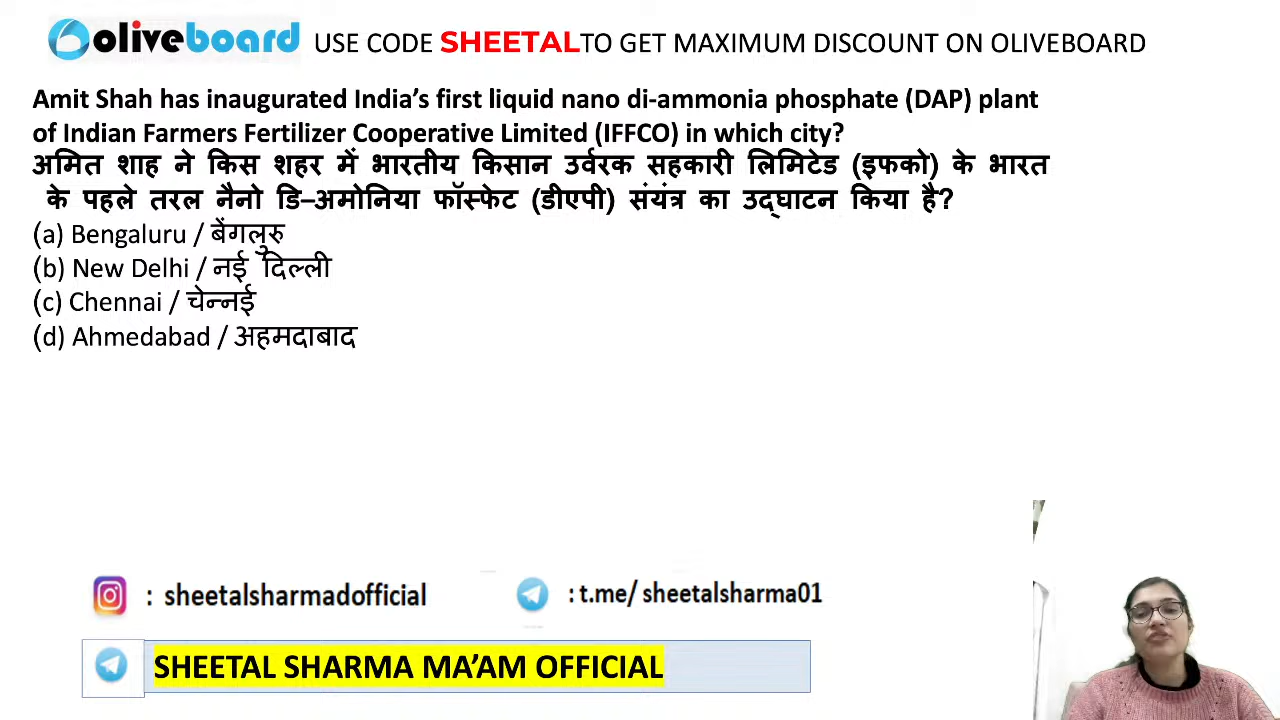 oliveboard USE CODE SHEETAL TO GET MAXIMUM DISCOUNT ON OLIVEBOARD
Amit Shah has inaugurated India’s first liquid nano di-ammonia phosphate (DAP) plant
of Indian Farmers Fertilizer Cooperative Limited (IFFCO) in which city?
अमित शाह ने किस शहर में भारतीय किसान उर्वरक सहकारी लिमिटेड (इफको) के भारत
के पहले तरल नैनो डि–अमोनिया फॉस्फेट (डीएपी) संयंत्र का उद्घाटन किया है?
(a) Bengaluru / बेंगलुरु
(b) New Delhi / नई दिल्ली
(c) Chennai / चेन्नई
(d) Ahmedabad / अहमदाबाद
: sheetalsharmadofficial : t.me/ sheetalsharma01
SHEETAL SHARMA MA’AM OFFICIAL